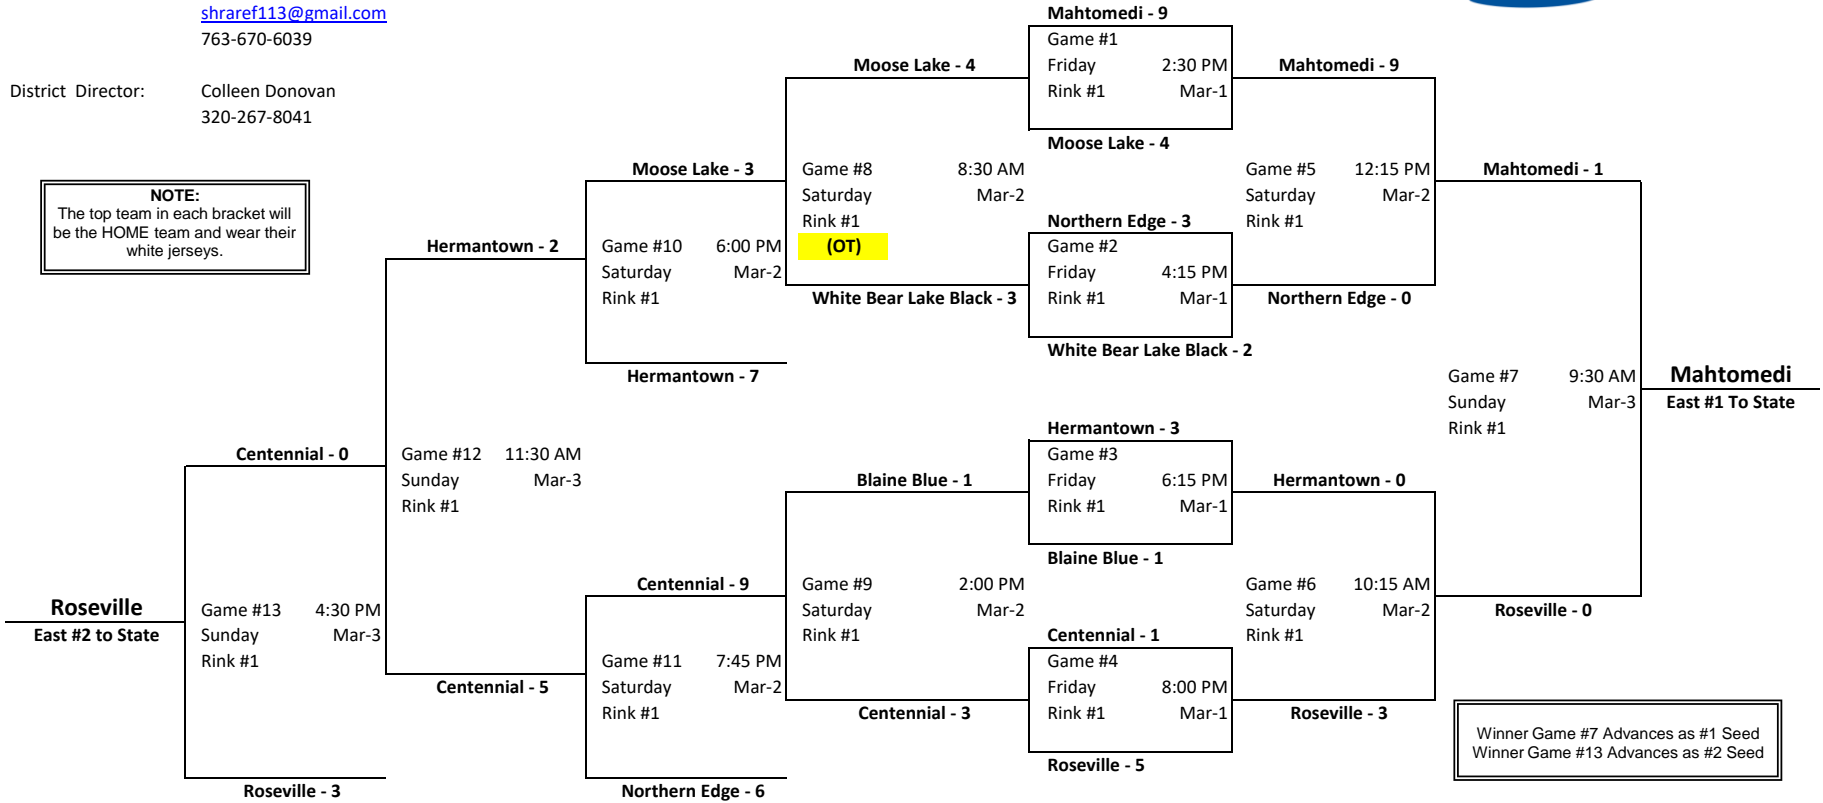 shraref113@gmail.com
763-670-6039
District Director: Colleen Donovan
320-267-8041
NOTE:
The top team in each bracket will
be the HOME team and wear their
white jerseys.
Mahtomedi - 9
Game #1
Friday 2:30 PM
Rink #1 Mar-1
Moose Lake - 4
Moose Lake - 4
Mahtomedi - 9
Moose Lake - 3
Game #8 8:30 AM
Saturday Mar-2
Rink #1
(OT)
White Bear Lake Black - 3
Northern Edge - 3
Game #2
Friday 4:15 PM
Rink #1 Mar-1
White Bear Lake Black - 2
Game #5 12:15 PM
Saturday Mar-2
Rink #1
Northern Edge - 0
Mahtomedi - 1
Hermantown - 2
Game #10 6:00 PM
Saturday Mar-2
Rink #1
Hermantown - 7
Game #7 9:30 AM
Sunday Mar-3
Rink #1
Mahtomedi
East #1 To State
Centennial - 0
Game #12 11:30 AM
Sunday Mar-3
Rink #1
Blaine Blue - 1
Hermantown - 3
Game #3
Friday 6:15 PM
Rink #1 Mar-1
Blaine Blue - 1
Hermantown - 0
Centennial - 9
Game #9 2:00 PM
Saturday Mar-2
Rink #1
Centennial - 3
Centennial - 1
Game #4
Friday 8:00 PM
Rink #1 Mar-1
Roseville - 5
Game #6 10:15 AM
Saturday Mar-2
Rink #1
Roseville - 3
Roseville - 0
Roseville
East #2 to State
Game #13 4:30 PM
Sunday Mar-3
Rink #1
Roseville - 3
Centennial - 5
Game #11 7:45 PM
Saturday Mar-2
Rink #1
Northern Edge - 6
Winner Game #7 Advances as #1 Seed
Winner Game #13 Advances as #2 Seed